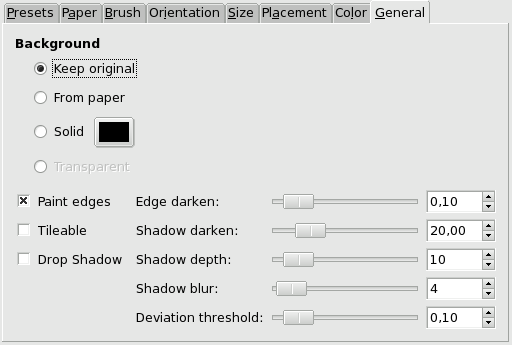 Presets Paper Brush Orientation Size Placement Color General
Background
Keep original
From paper
Solid
Transparent
Paint edges Edge darken: 0,10
Tileable Shadow darken: 20,00
Drop Shadow Shadow depth: 10
Shadow blur: 4
Deviation threshold: 0,10